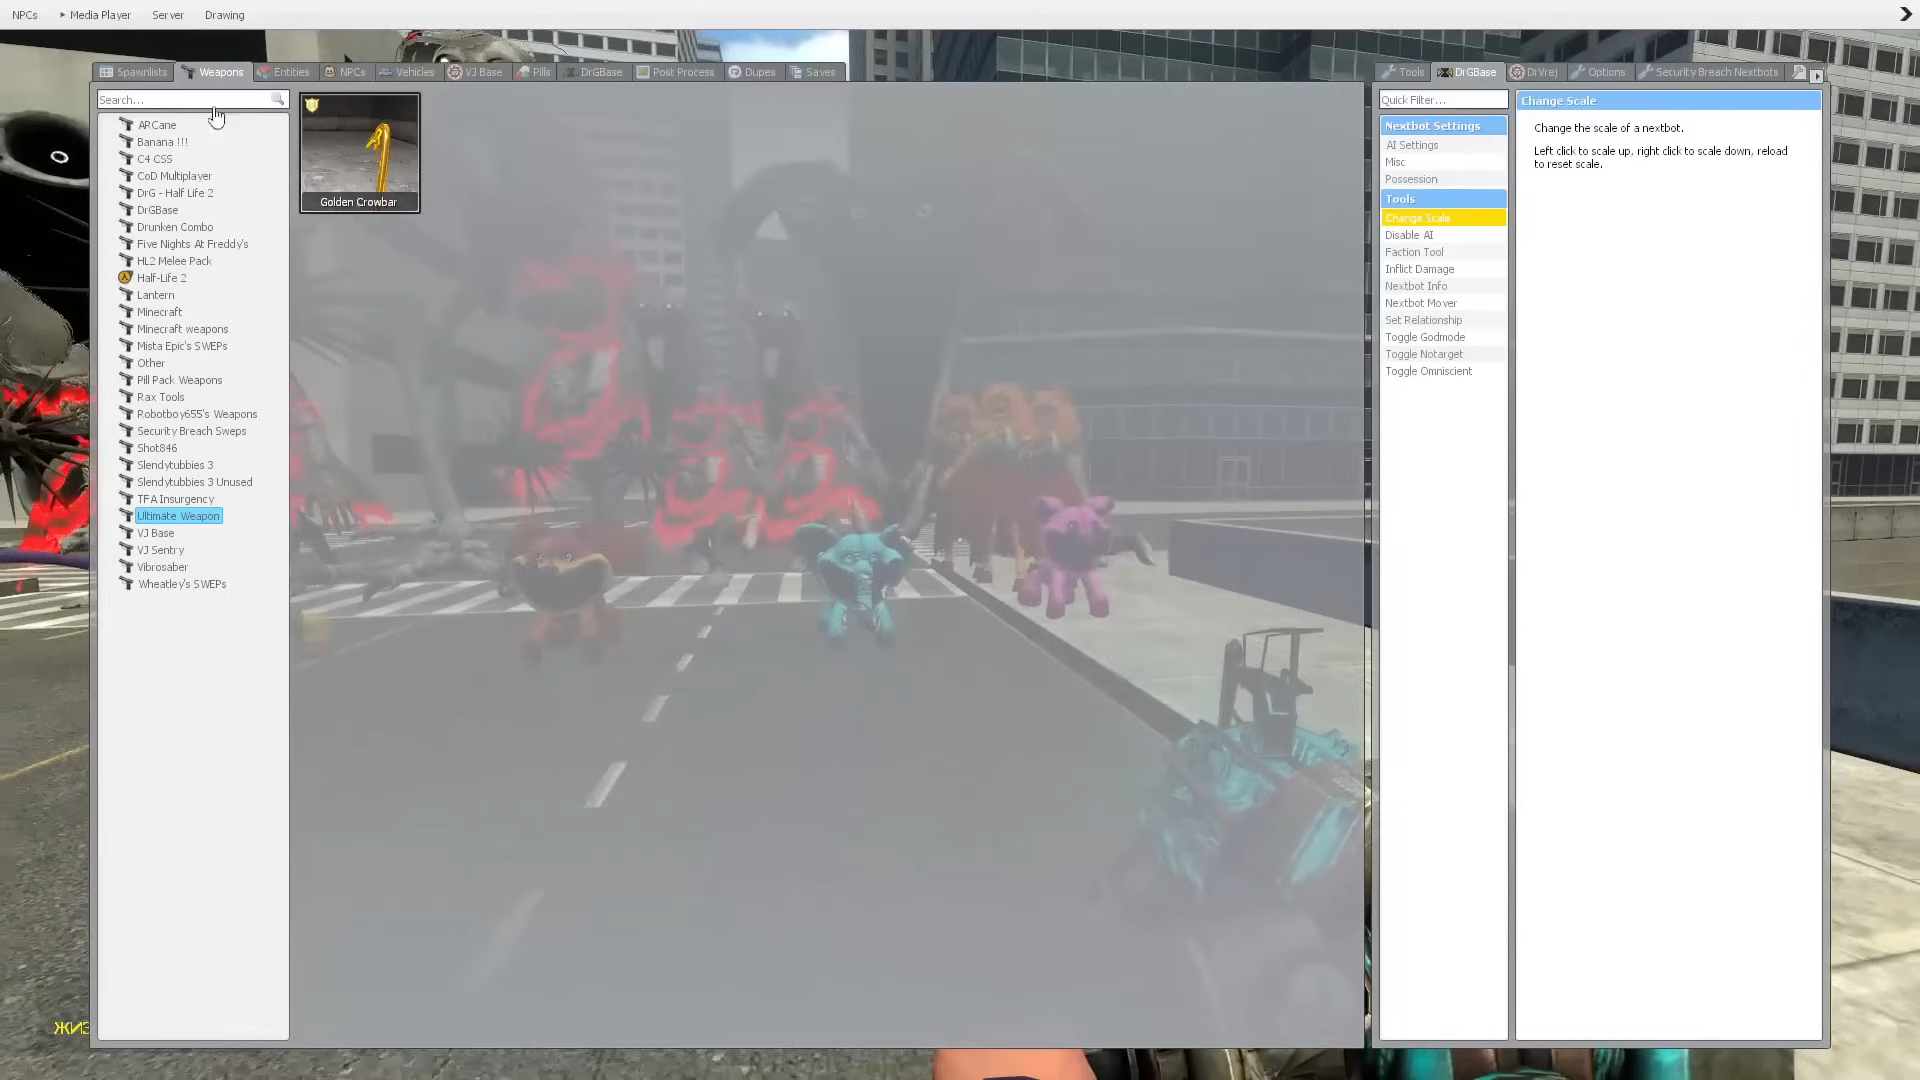 NPCs Media Player Server Drawing
Spawnlists Weapons Entities NPCs Vehicles VJ Base Pills DrGBase Post Process Dupes Saves
Search...
ARCane
Banana !!!
C4 CSS
CoD Multiplayer
DrG - Half Life 2
DrGBase
Drunken Combo
Five Nights At Freddy's
HL2 Melee Pack
Half-Life 2
Lantern
Minecraft
Minecraft weapons
Mista Epic's SWEPs
Other
Pill Pack Weapons
Rax Tools
Robotboy655's Weapons
Security Breach Sweps
Shot846
Slendytubbies 3
Slendytubbies 3 Unused
TFA Insurgency
Ultimate Weapon
VJ Base
VJ Sentry
Vibrosaber
Wheatley's SWEPs
Golden Crowbar
Tools DrGBase DrVrej Options Security Breach Nextbots
Quick Filter...
Nextbot Settings
AI Settings
Misc
Possession
Tools
Change Scale
Disable AI
Faction Tool
Inflict Damage
Nextbot Info
Nextbot Mover
Set Relationship
Toggle Godmode
Toggle Notarget
Toggle Omniscient
Change Scale
Change the scale of a nextbot.
Left click to scale up, right click to scale down, reload
to reset scale.